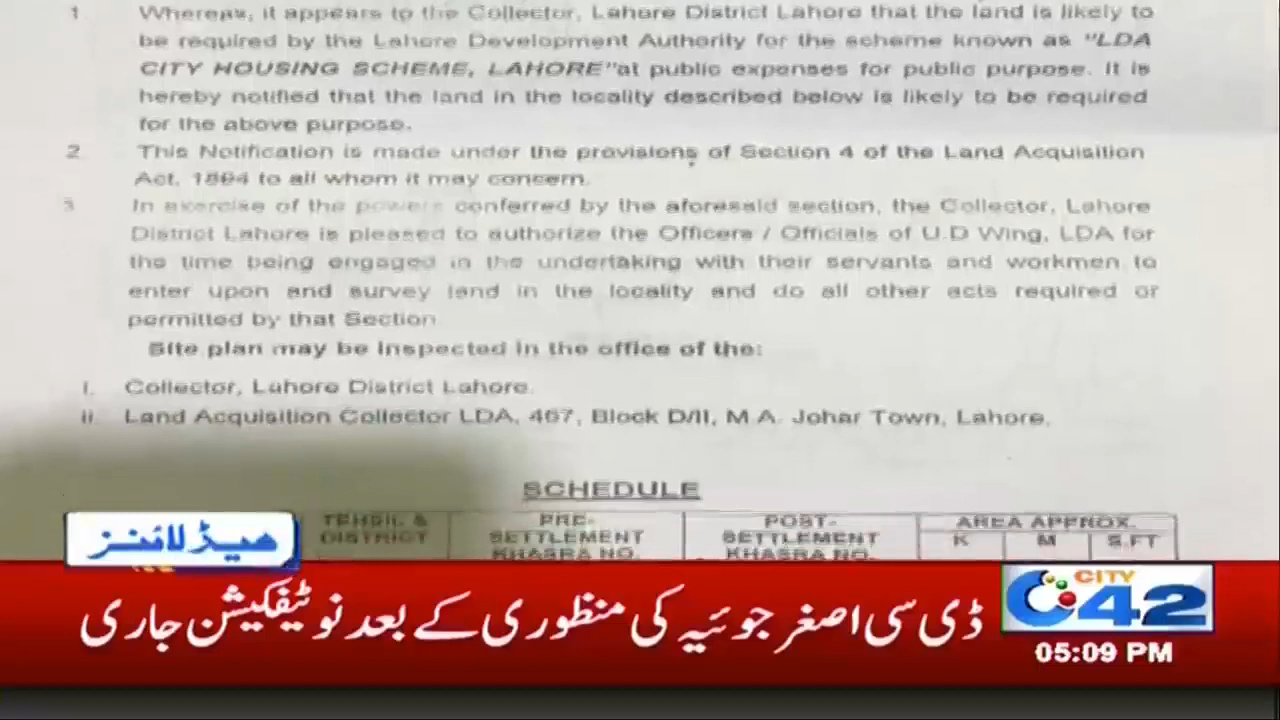 1 Whereas, it appears to the Collector, Lahore District Lahore that the land is likely to
be required by the Lahore Development Authority for the scheme known as "LDA
CITY HOUSING SCHEME, LAHORE"at public expenses for public purpose. It is
hereby notified that the land in the locality described below is likely to be required
for the above purpose.
2 This Notification is made under the provisions of Section 4 of the Land Acquisition
Act, 1894 to all whom it may concern.
3 In exercise of the powers conferred by the aforesaid section, the Collector, Lahore
District Lahore is pleased to authorize the Officers / Officials of U.D Wing, LDA for
the time being engaged in the undertaking with their servants and workmen to
enter upon and survey land in the locality and do all other acts required or
permitted by that Section
Site plan may be inspected in the office of the:
i. Collector, Lahore District Lahore.
ii. Land Acquisition Collector LDA, 467, Block D/II, M.A. Johar Town, Lahore.
SCHEDULE
TEHSIL & PRE- POST- AREA APPROX.
DISTRICT SETTLEMENT SETTLEMENT K M S.FT
KHASRA NO. KHASRA NO.
ہیڈلائنز
ڈی سی اصغر جوئیہ کی منظوری کے بعد نوٹیفکیشن جاری
CITY
42
05:09 PM